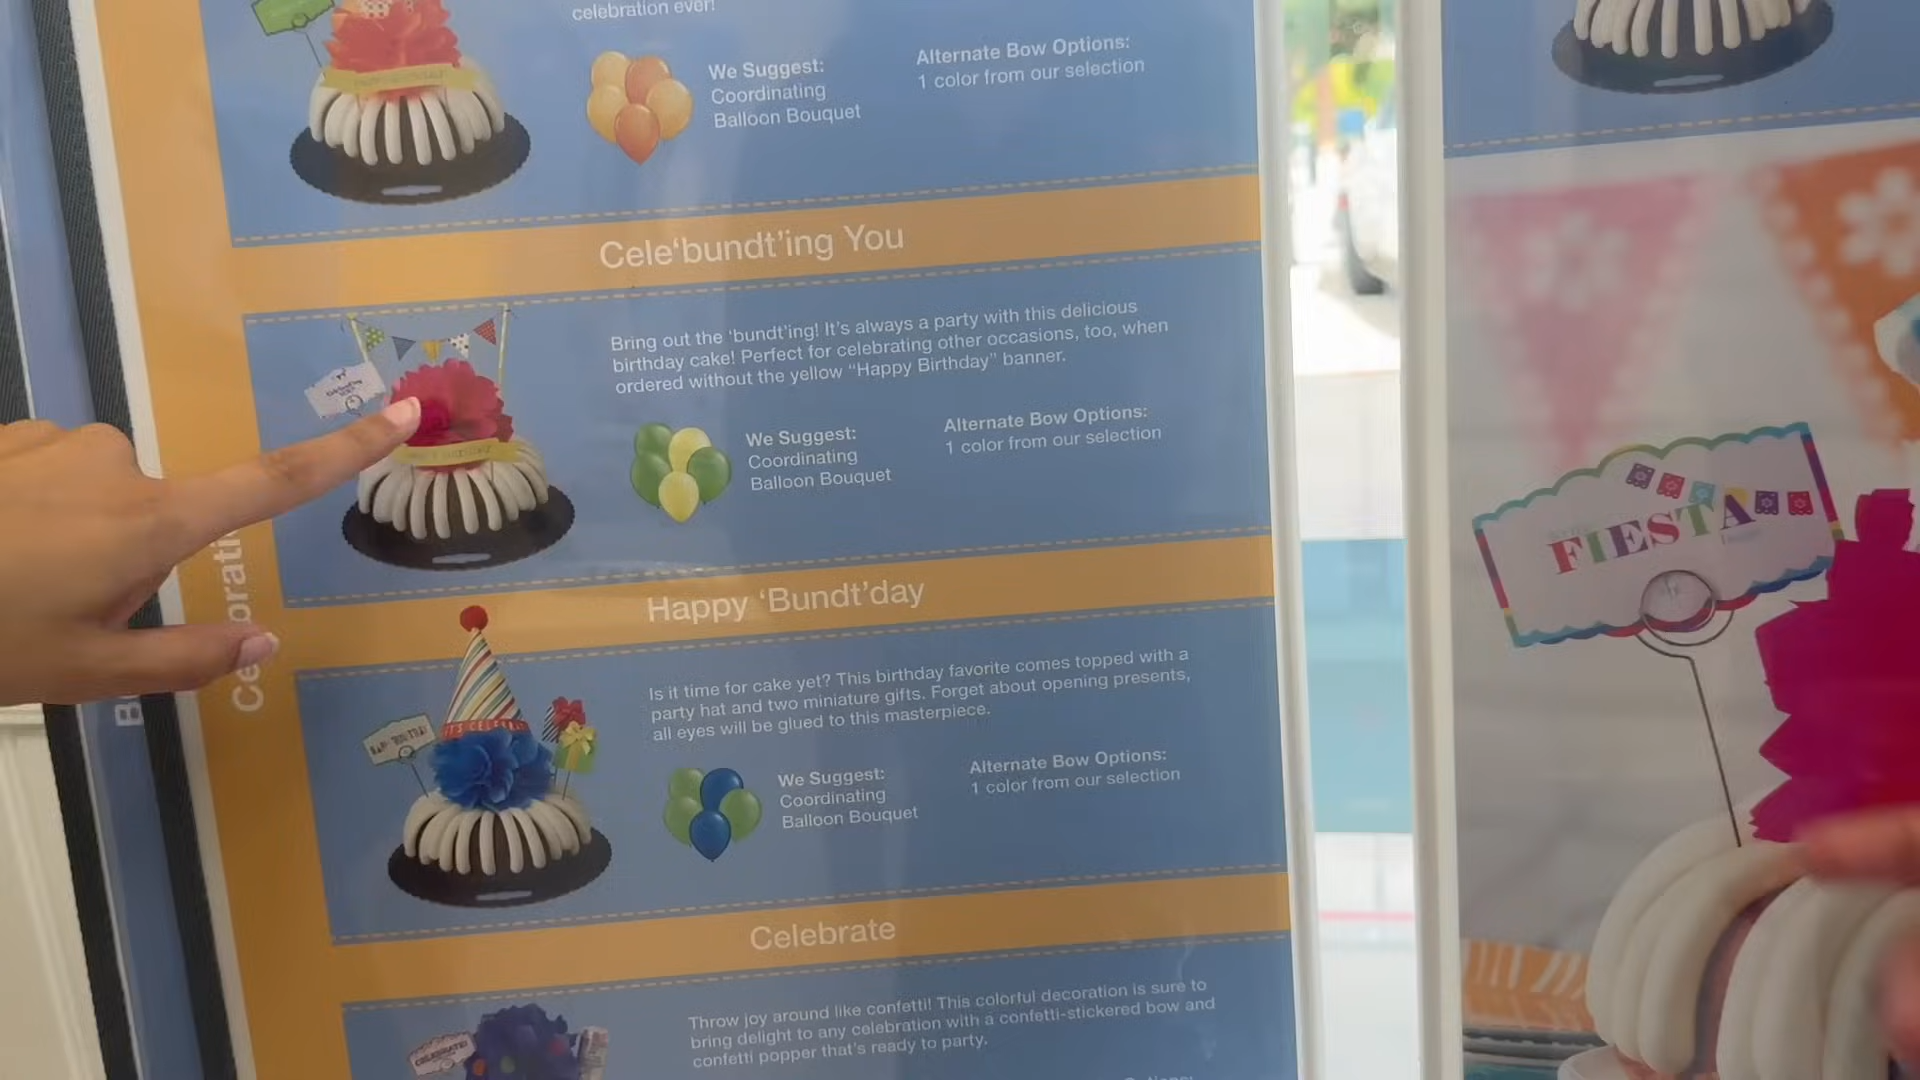 celebration ever!
We Suggest:
Coordinating
Balloon Bouquet
Alternate Bow Options:
1 color from our selection
Cele‘bundt’ing You
Bring out the ‘bundt’ing! It’s always a party with this delicious
birthday cake! Perfect for celebrating other occasions, too, when
ordered without the yellow “Happy Birthday” banner.
We Suggest:
Coordinating
Balloon Bouquet
Alternate Bow Options:
1 color from our selection
Happy ‘Bundt’day
Is it time for cake yet? This birthday favorite comes topped with a
party hat and two miniature gifts. Forget about opening presents,
all eyes will be glued to this masterpiece.
We Suggest:
Coordinating
Balloon Bouquet
Alternate Bow Options:
1 color from our selection
Celebrate
Throw joy around like confetti! This colorful decoration is sure to
bring delight to any celebration with a confetti-stickered bow and
confetti popper that’s ready to party.
CELEBRATE!
FIESTA